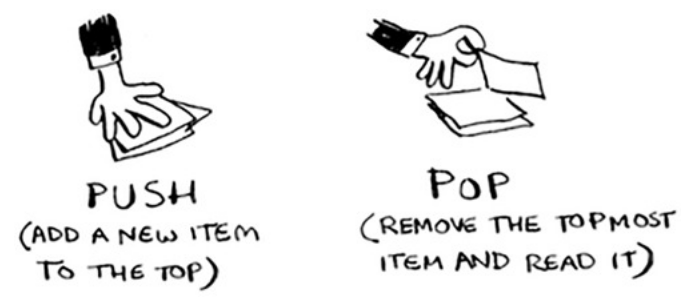 PUSH
(ADD A NEW ITEM
TO THE TOP)
POP
(REMOVE THE TOPMOST
ITEM AND READ IT)